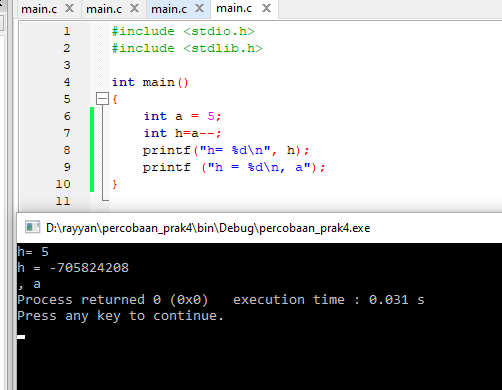 main.c X main.c X main.c X main.c X
1 #include <stdio.h>
2 #include <stdlib.h>
3
4 int main()
5 {
6 int a = 5;
7 int h=a--;
8 printf("h= %d\n", h);
9 printf ("h = %d\n, a");
10 }
11
D:\rayyan\percobaan_prak4\bin\Debug\percobaan_prak4.exe
h= 5
h = -705824208
, a
Process returned 0 (0x0) execution time : 0.031 s
Press any key to continue.